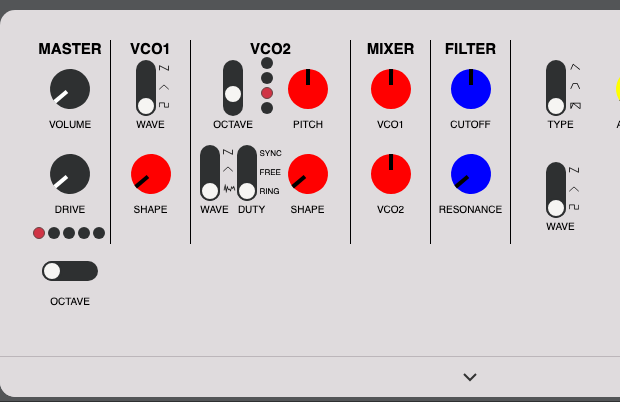 MASTER VCO1 VCO2 MIXER FILTER
VOLUME WAVE OCTAVE PITCH VCO1 CUTOFF TYPE
SYNC
FREE
RING
DRIVE SHAPE WAVE DUTY SHAPE VCO2 RESONANCE
WAVE
OCTAVE